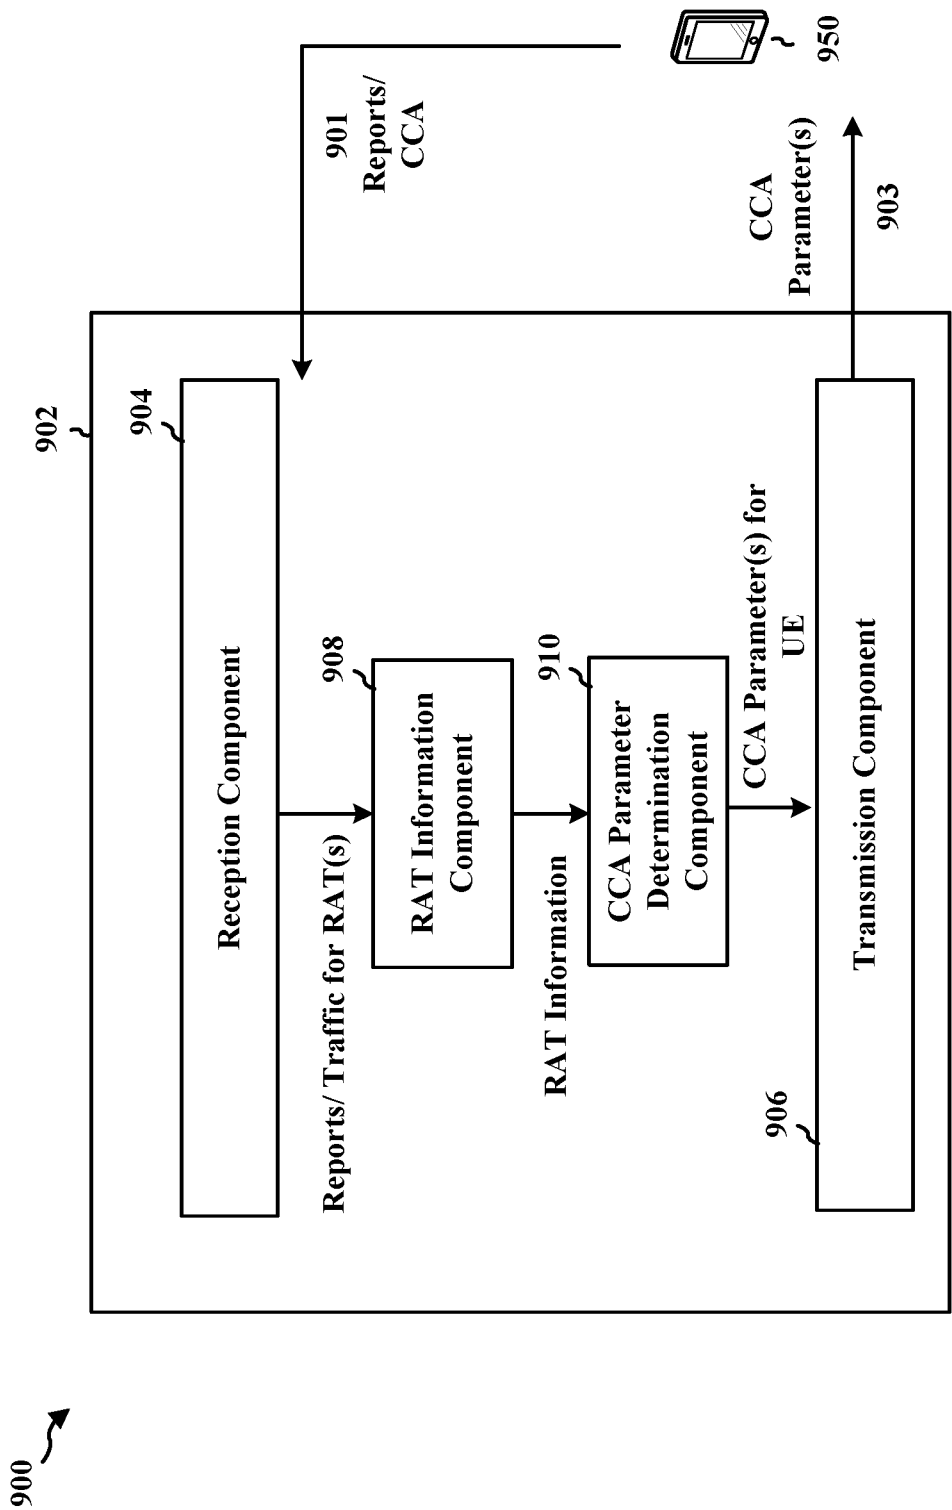 900
902
904
Reception Component
901
Reports/
CCA
950
Reports/ Traffic for RAT(s)
908
RAT Information
Component
RAT Information
910
CCA Parameter
Determination
Component
CCA Parameter(s) for
UE
906
Transmission Component
CCA
Parameter(s)
903